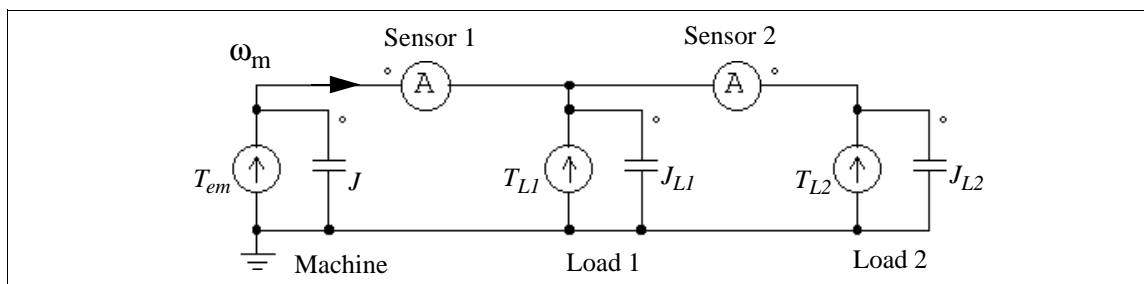 Sensor 1
Sensor 2
ωm
A
A
Tem
J
TL1
JL1
TL2
JL2
Machine
Load 1
Load 2